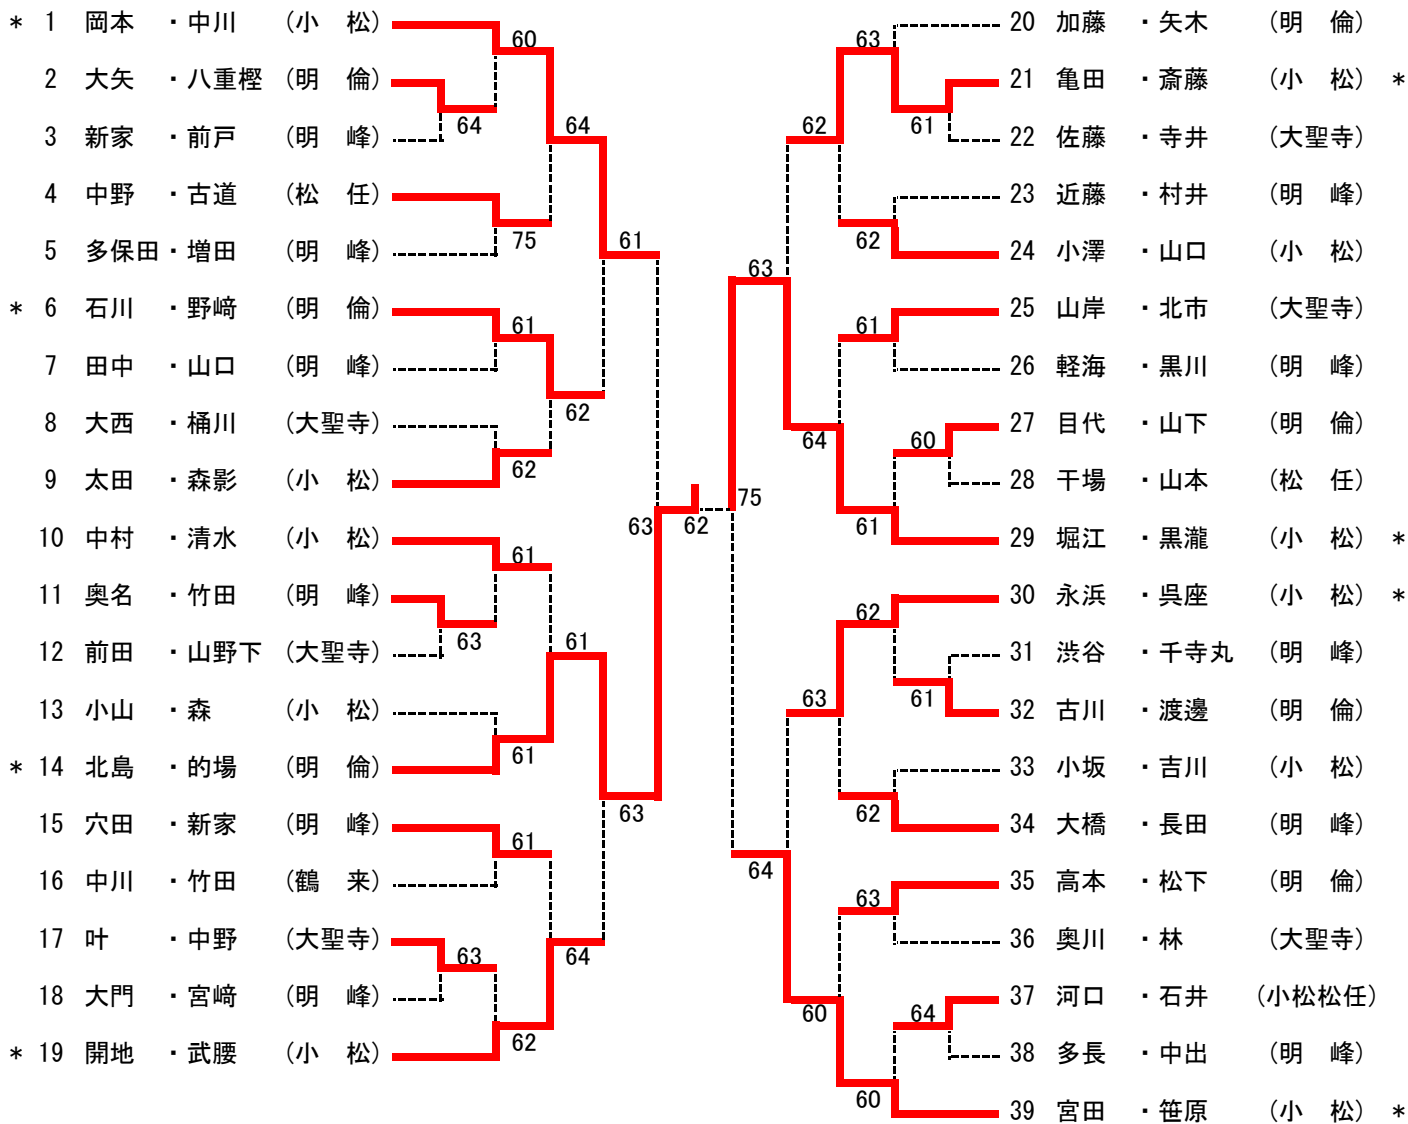 * 1 岡本 ・中川 （小　松）
2 大矢 ・八重樫 （明　倫）
3 新家 ・前戸 （明　峰）
4 中野 ・古道 （松　任）
5 多保田・増田 （明　峰）
* 6 石川 ・野﨑 （明　倫）
7 田中 ・山口 （明　峰）
8 大西 ・桶川 （大聖寺）
9 太田 ・森影 （小　松）
10 中村 ・清水 （小　松）
11 奥名 ・竹田 （明　峰）
12 前田 ・山野下 （大聖寺）
13 小山 ・森 （小　松）
* 14 北島 ・的場 （明　倫）
15 穴田 ・新家 （明　峰）
16 中川 ・竹田 （鶴　来）
17 叶 ・中野 （大聖寺）
18 大門 ・宮﨑 （明　峰）
* 19 開地 ・武腰 （小　松）
60
64
64
75
61
61
62
62
63
62
61
63
61
61
63
61
63
64
62
20 加藤 ・矢木 （明　倫）
21 亀田 ・斎藤 （小　松） *
22 佐藤 ・寺井 （大聖寺）
23 近藤 ・村井 （明　峰）
24 小澤 ・山口 （小　松）
25 山岸 ・北市 （大聖寺）
26 軽海 ・黒川 （明　峰）
27 目代 ・山下 （明　倫）
28 干場 ・山本 （松　任）
29 堀江 ・黒瀧 （小　松） *
30 永浜 ・呉座 （小　松） *
31 渋谷 ・千寺丸 （明　峰）
32 古川 ・渡邊 （明　倫）
33 小坂 ・吉川 （小　松）
34 大橋 ・長田 （明　峰）
35 高本 ・松下 （明　倫）
36 奥川 ・林 （大聖寺）
37 河口 ・石井 （小松松任）
38 多長 ・中出 （明　峰）
39 宮田 ・笹原 （小　松） *
63
62
61
62
63
61
64
60
75
61
62
63
61
62
64
63
60
64
60